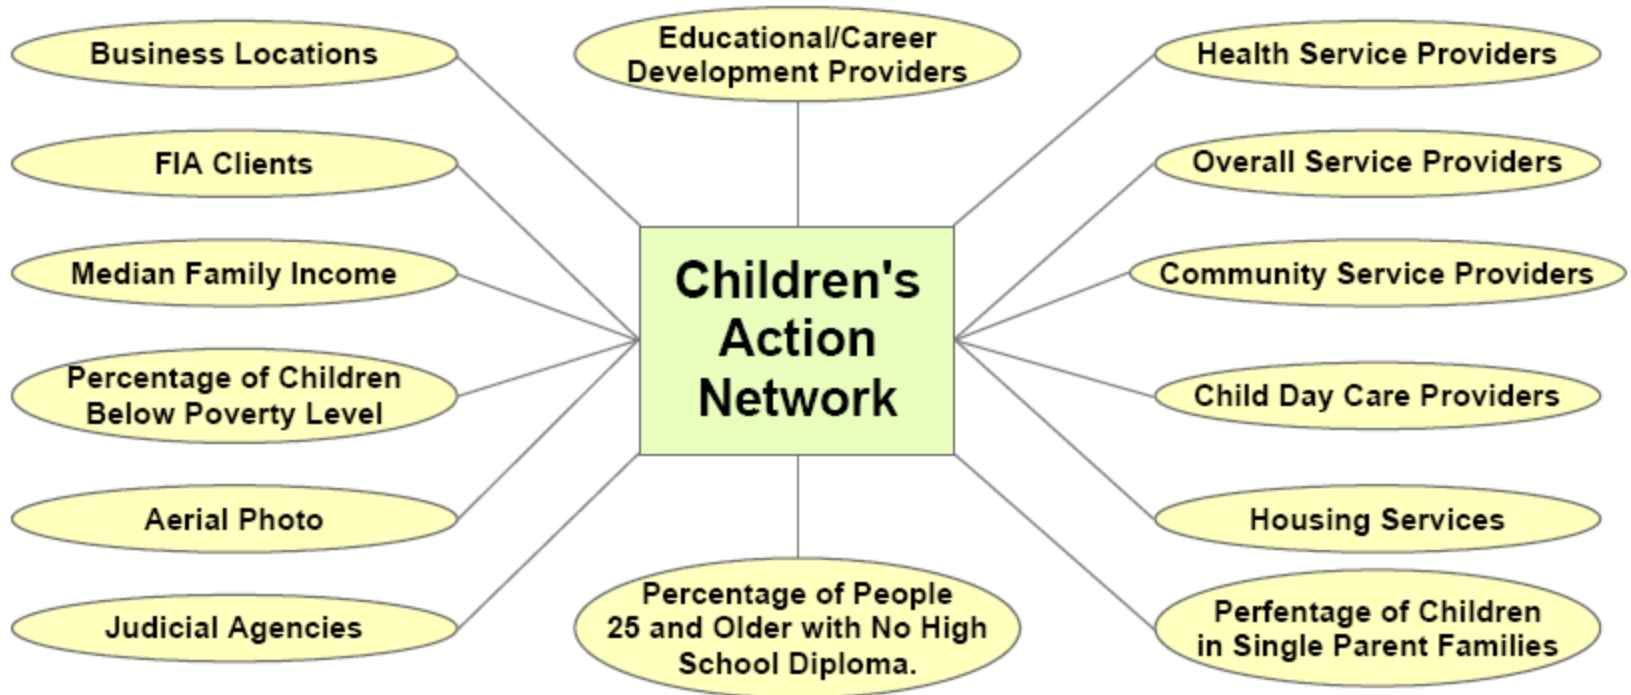 Business Locations
Educational/Career
Development Providers
Health Service Providers
FIA Clients
Overall Service Providers
Median Family Income
Children's
Action
Network
Community Service Providers
Percentage of Children
Below Poverty Level
Child Day Care Providers
Aerial Photo
Housing Services
Judicial Agencies
Percentage of People
25 and Older with No High
School Diploma.
Perfentage of Children
in Single Parent Families